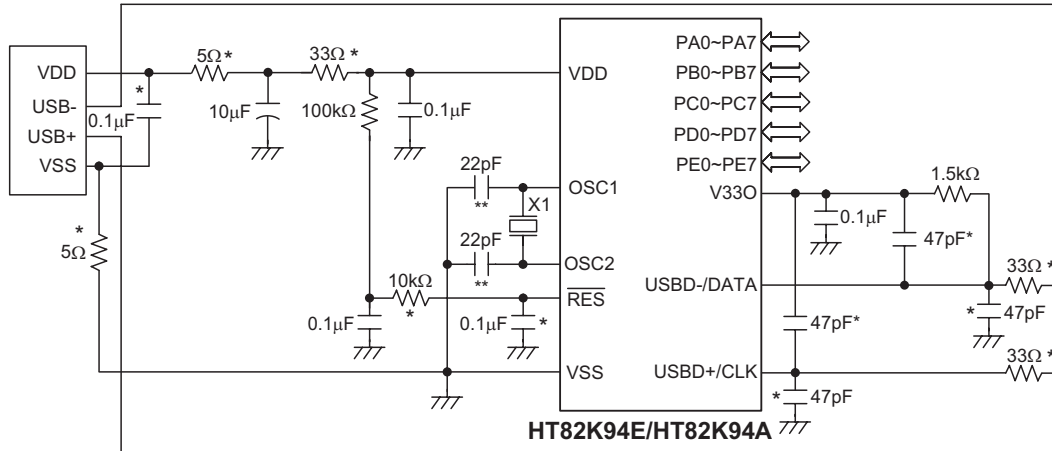 VDD
USB-
USB+
VSS
5Ω*
*
0.1μF
10μF
33Ω*
100kΩ
0.1μF
*
5Ω
22pF
**
X1
22pF
**
10kΩ
*
0.1μF
0.1μF
*
VDD
OSC1
OSC2
RES
VSS
PA0~PA7
PB0~PB7
PC0~PC7
PD0~PD7
PE0~PE7
V33O
USBD-/DATA
USBD+/CLK
HT82K94E/HT82K94A
0.1μF
1.5kΩ
47pF*
33Ω*
*
47pF
47pF*
33Ω*
*
47pF